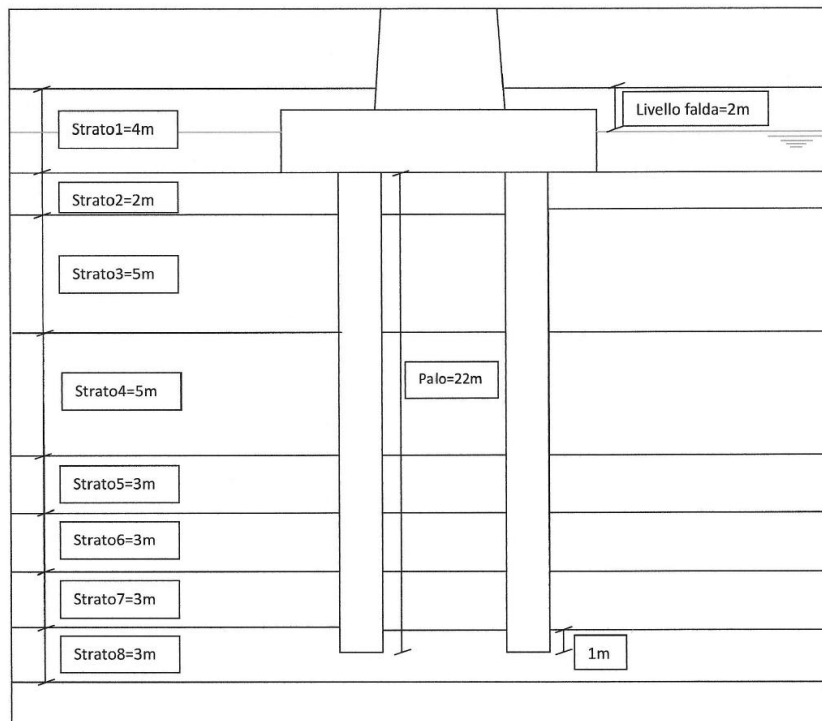 Livello falda=2m
Strato1=4m
Strato2=2m
Strato3=5m
Palo=22m
Strato4=5m
Strato5=3m
Strato6=3m
Strato7=3m
Strato8=3m
1m